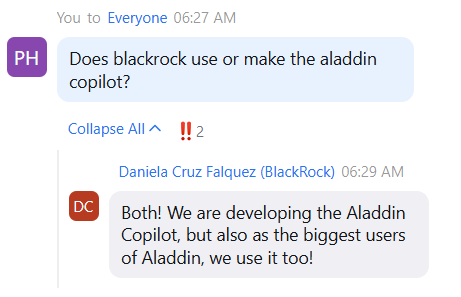 You to Everyone 06:27 AM
PH
Does blackrock use or make the aladdin
copilot?
Collapse All
‼️ 2
Daniela Cruz Falquez (BlackRock) 06:29 AM
DC
Both! We are developing the Aladdin
Copilot, but also as the biggest users
of Aladdin, we use it too!